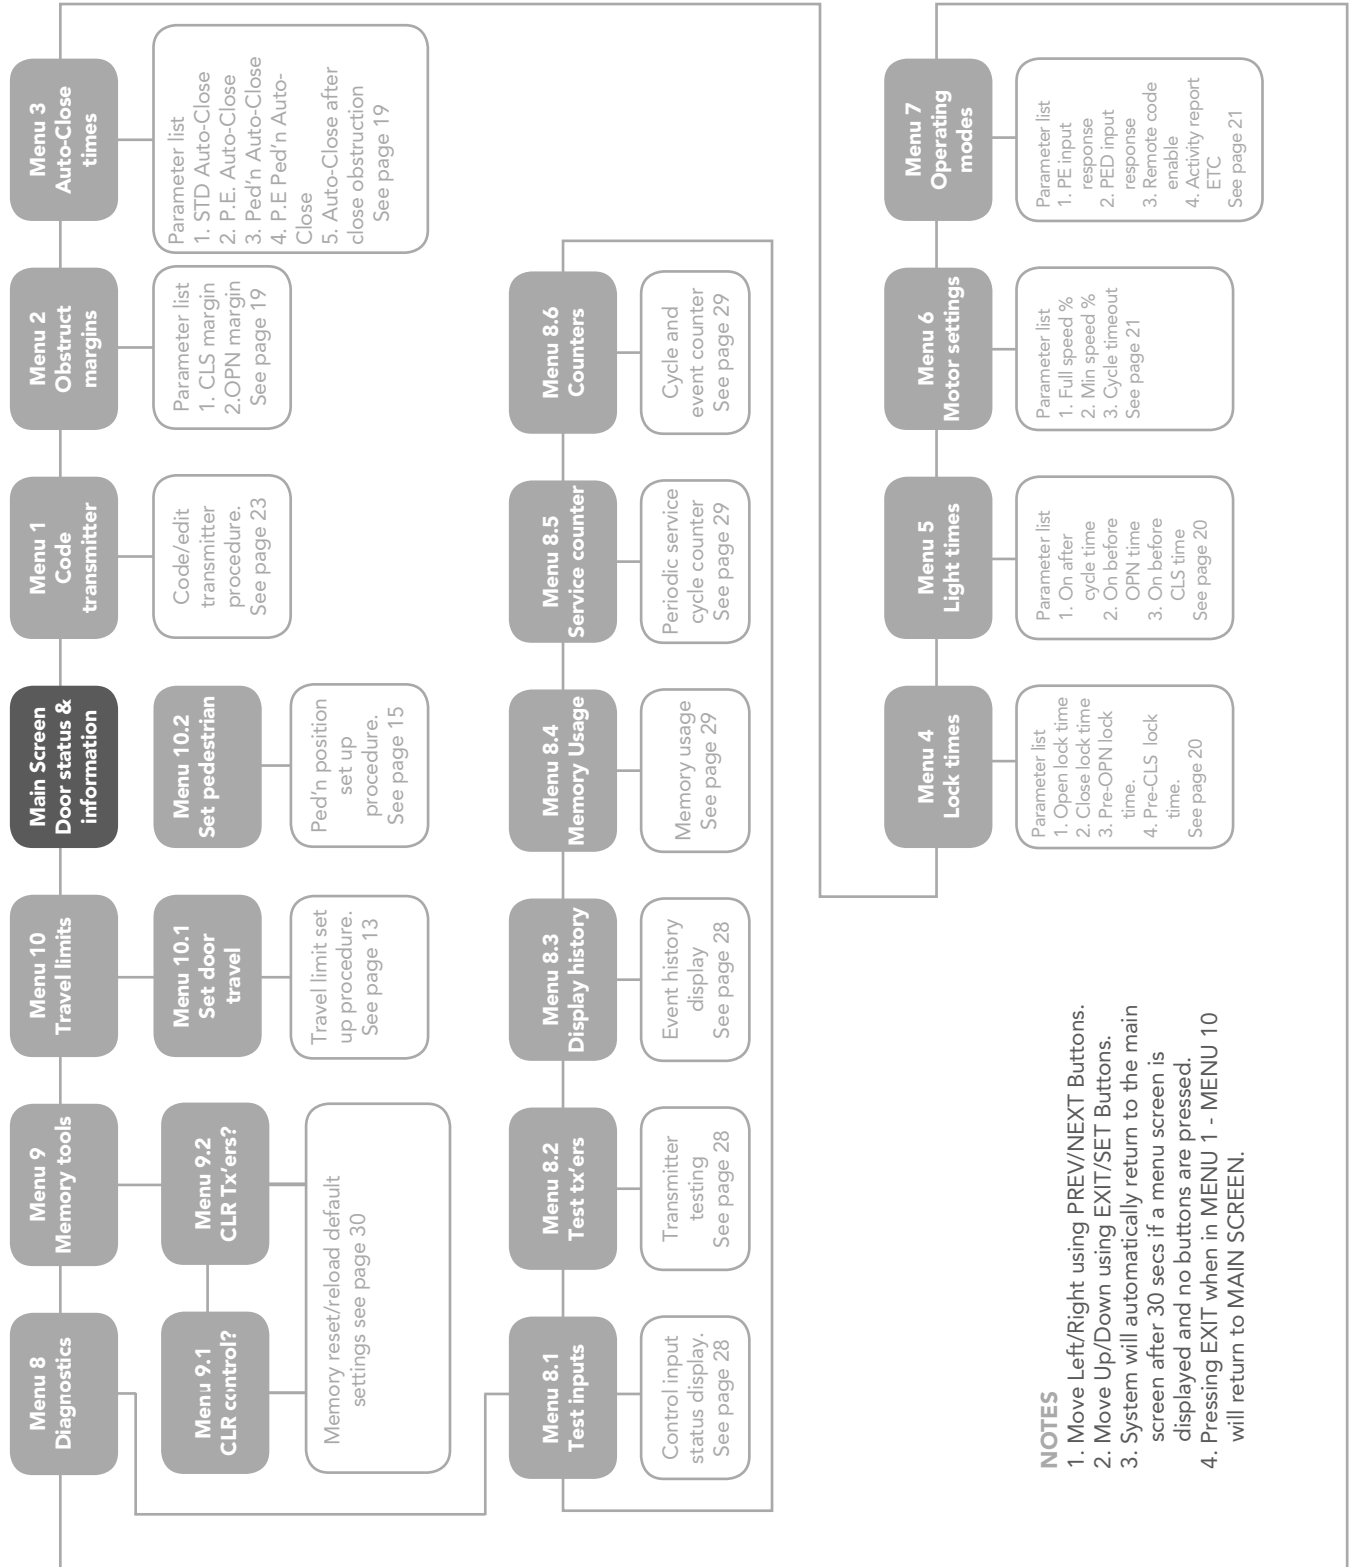 Menu 8
Diagnostics
Menu 9
Memory tools
Menu 10
Travel limits
Main Screen
Door status &
information
Menu 1
Code
transmitter
Menu 2
Obstruct
margins
Menu 3
Auto-Close
times
Menu 9.1
CLR control?
Menu 9.2
CLR Tx'ers?
Memory reset/reload default
settings see page 30
Menu 10.1
Set door
travel
Travel limit set
up procedure.
See page 13
Menu 10.2
Set pedestrian
Ped'n position
set up
procedure.
See page 15
Code/edit
transmitter
procedure.
See page 23
Parameter list
1. CLS margin
2.OPN margin
See page 19
Parameter list
1. STD Auto-Close
2. P.E. Auto-Close
3. Ped'n Auto-Close
4. P.E Ped'n Auto-
Close
5. Auto-Close after
close obstruction
See page 19
Menu 8.1
Test inputs
Control input
status display.
See page 28
Menu 8.2
Test tx'ers
Transmitter
testing
See page 28
Menu 8.3
Display history
Event history
display
See page 28
Menu 8.4
Memory Usage
Memory usage
See page 29
Menu 8.5
Service counter
Periodic service
cycle counter
See page 29
Menu 8.6
Counters
Cycle and
event counter
See page 29
Menu 4
Lock times
Parameter list
1. Open lock time
2. Close lock time
3. Pre-OPN lock
time.
4. Pre-CLS lock
time.
See page 20
Menu 5
Light times
Parameter list
1. On after
cycle time
2. On before
OPN time
3. On before
CLS time
See page 20
Menu 6
Motor settings
Parameter list
1. Full speed %
2. Min speed %
3. Cycle timeout
See page 21
Menu 7
Operating
modes
Parameter list
1. PE input
response
2. PED input
response
3. Remote code
enable
4. Activity report
ETC
See page 21
NOTES
1. Move Left/Right using PREV/NEXT Buttons.
2. Move Up/Down using EXIT/SET Buttons.
3. System will automatically return to the main
screen after 30 secs if a menu screen is
displayed and no buttons are pressed.
4. Pressing EXIT when in MENU 1 - MENU 10
will return to MAIN SCREEN.